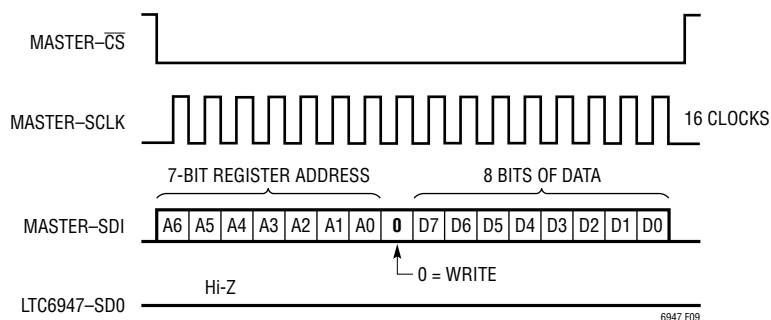 MASTER–C̅S̅
MASTER–SCLK
16 CLOCKS
7-BIT REGISTER ADDRESS
8 BITS OF DATA
MASTER–SDI
A6 A5 A4 A3 A2 A1 A0 0 D7 D6 D5 D4 D3 D2 D1 D0
0 = WRITE
Hi-Z
LTC6947–SD0
6947 F09